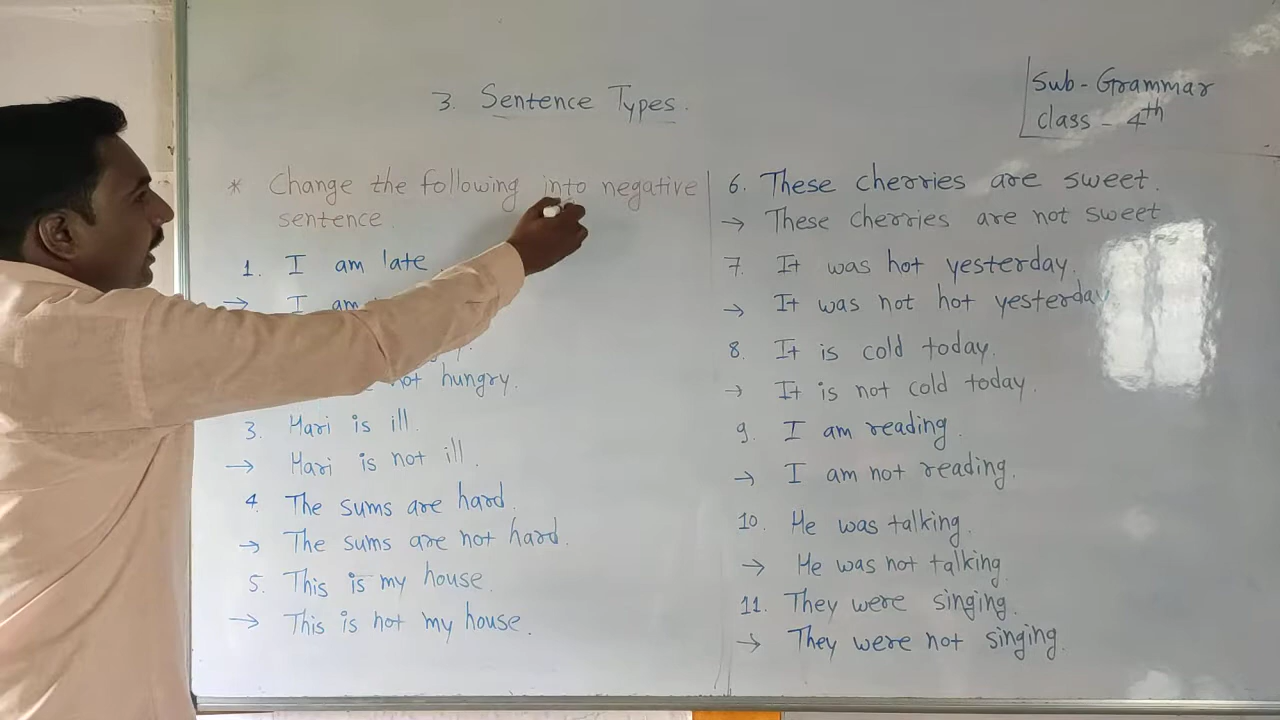 3. Sentence Types.
Sub - Grammar
Class - 4th
* Change the following into negative
sentence.
1. I am late.
→ I am
not hungry.
3. Hari is ill.
→ Hari is not ill.
4. The sums are hard.
→ The sums are not hard.
5. This is my house.
→ This is not my house.
6. These cherries are sweet.
→ These cherries are not sweet
7. It was hot yesterday.
→ It was not hot yesterday
8. It is cold today.
→ It is not cold today.
9. I am reading.
→ I am not reading.
10. He was talking.
→ He was not talking.
11. They were singing.
→ They were not singing.